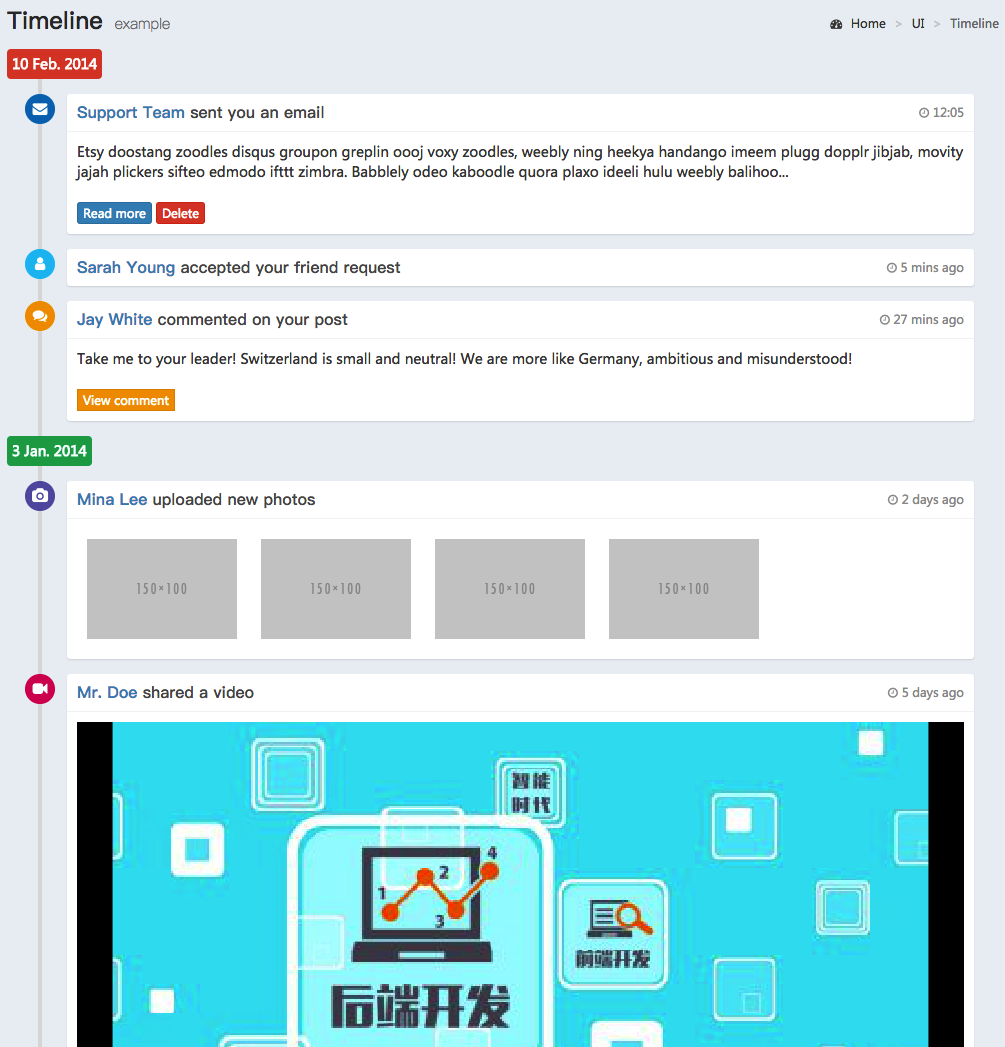 Timeline example
Home > UI > Timeline
10 Feb. 2014
Support Team sent you an email
12:05
Etsy doostang zoodles disqus groupon greplin oooj voxy zoodles, weebly ning heekya handango imeem plugg dopplr jibjab, movity
jajah plickers sifteo edmodo ifttt zimbra. Babblely odeo kaboodle quora plaxo ideeli hulu weebly balihoo...
Read more Delete
Sarah Young accepted your friend request
5 mins ago
Jay White commented on your post
27 mins ago
Take me to your leader! Switzerland is small and neutral! We are more like Germany, ambitious and misunderstood!
View comment
3 Jan. 2014
Mina Lee uploaded new photos
2 days ago
150×100 150×100 150×100 150×100
Mr. Doe shared a video
5 days ago
智能
时代
1 2 3 4
前端开发
后端开发